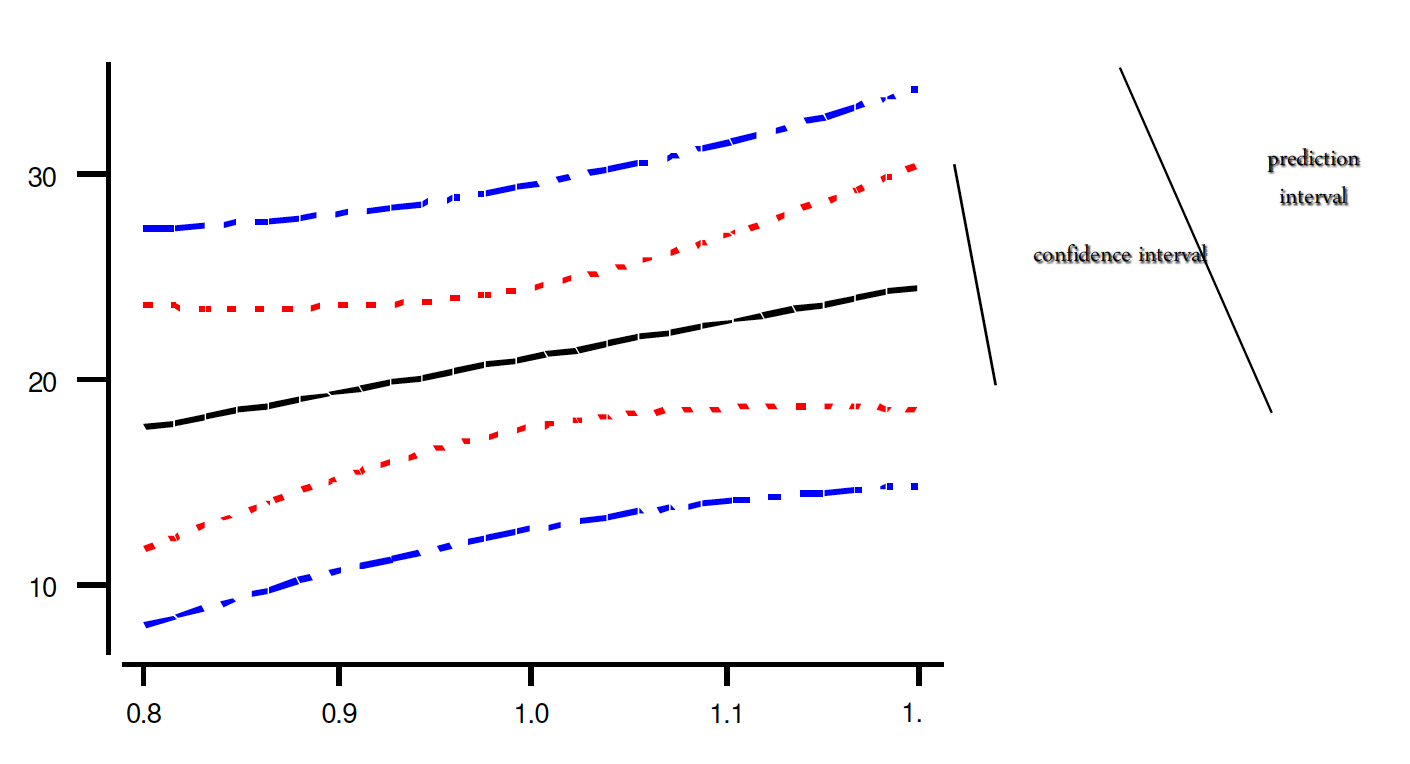 prediction
interval
confidence interval
30
20
10
0.8 0.9 1.0 1.1 1.